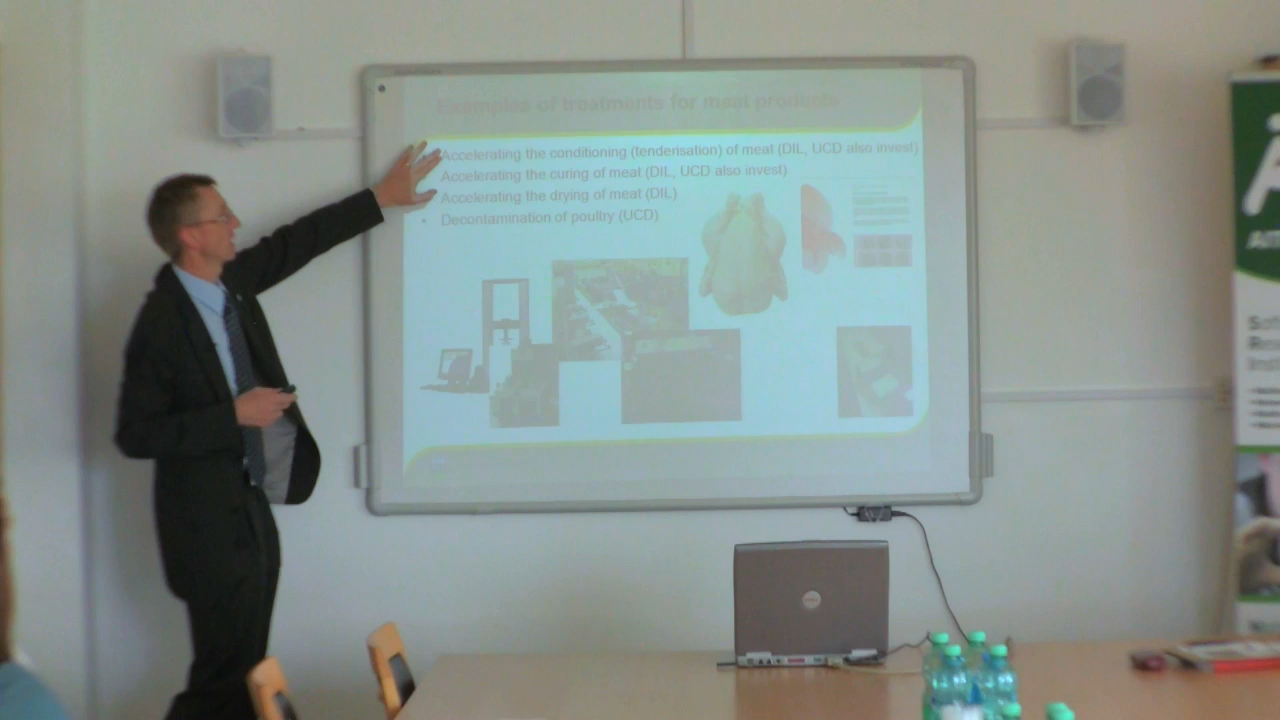 Examples of treatments for meat products
Accelerating the conditioning (tenderisation) of meat (DIL, UCD also invest)
Accelerating the curing of meat (DIL, UCD also invest)
Accelerating the drying of meat (DIL)
• Decontamination of poultry (UCD)